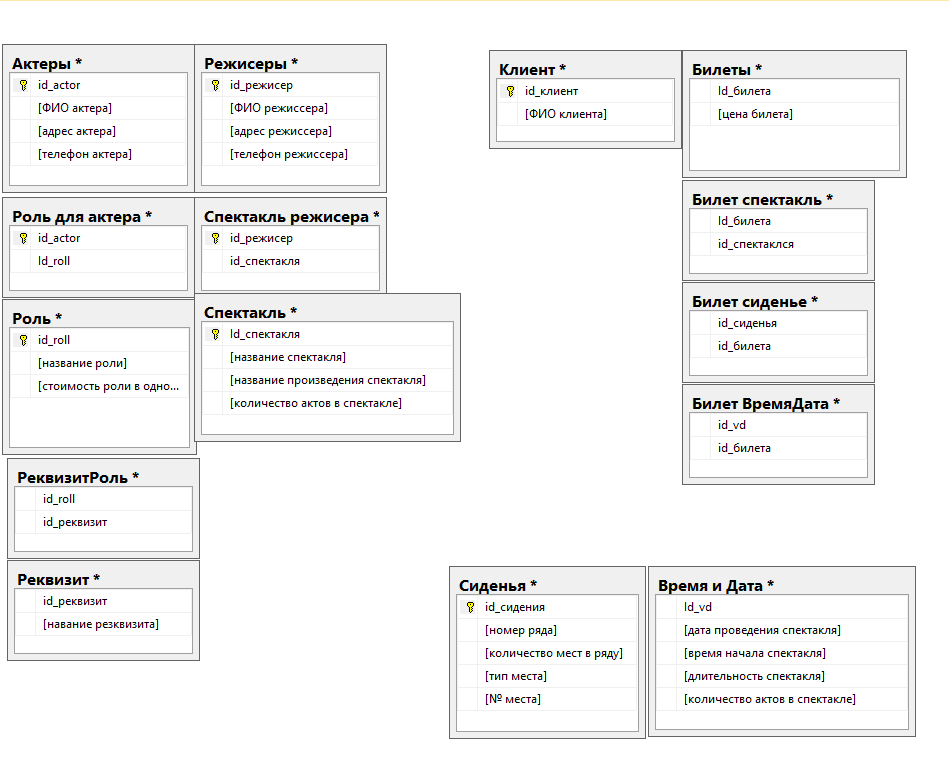 Актеры *
id_actor
[ФИО актера]
[адрес актера]
[телефон актера]
Режисеры *
id_режисер
[ФИО режиссера]
[адрес режиссера]
[телефон режиссера]
Роль для актера *
id_actor
Id_roll
Спектакль режисера *
id_режисер
id_спектакля
Роль *
id_roll
[название роли]
[стоимость роли в одно...
Спектакль *
Id_спектакля
[название спектакля]
[название произведения спектакля]
[количество актов в спектакле]
РеквизитРоль *
id_roll
id_реквизит
Реквизит *
id_реквизит
[навание резквизита]
Клиент *
id_клиент
[ФИО клиента]
Билеты *
Id_билета
[цена билета]
Билет спектакль *
Id_билета
id_спектаклся
Билет сиденье *
id_сиденья
id_билета
Билет ВремяДата *
id_vd
id_билета
Сиденья *
id_сидения
[номер ряда]
[количество мест в ряду]
[тип места]
[№ места]
Время и Дата *
Id_vd
[дата проведения спектакля]
[время начала спектакля]
[длительность спектакля]
[количество актов в спектакле]